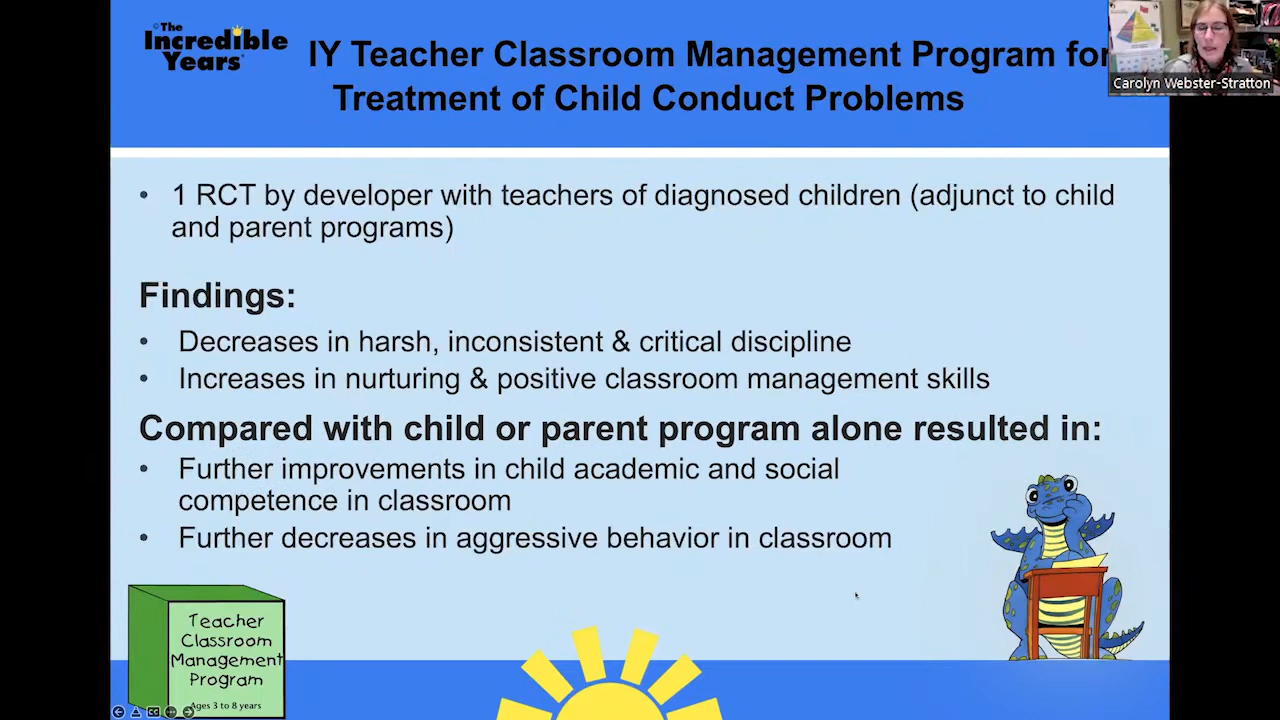 ©The
Incredible
Years®
IY Teacher Classroom Management Program for
Treatment of Child Conduct Problems
Carolyn Webster-Stratton
• 1 RCT by developer with teachers of diagnosed children (adjunct to child
and parent programs)
Findings:
• Decreases in harsh, inconsistent & critical discipline
• Increases in nurturing & positive classroom management skills
Compared with child or parent program alone resulted in:
• Further improvements in child academic and social
competence in classroom
• Further decreases in aggressive behavior in classroom
Teacher
Classroom
Management
Program
Ages 3 to 8 years